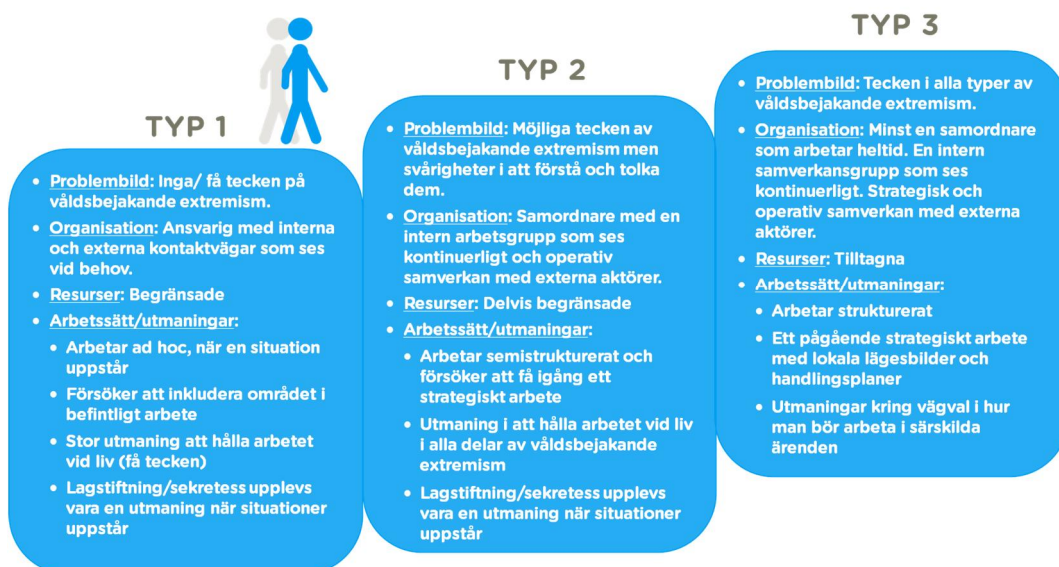 TYP 1
• Problembild: Inga/ få tecken på
våldsbejakande extremism.
• Organisation: Ansvarig med interna
och externa kontaktvägar som ses
vid behov.
• Resurser: Begränsade
• Arbetssätt/utmaningar:
• Arbetar ad hoc, när en situation
uppstår
• Försöker att inkludera området i
befintligt arbete
• Stor utmaning att hålla arbetet
vid liv (få tecken)
• Lagstiftning/sekretess upplevs
vara en utmaning när situationer
uppstår
TYP 2
• Problembild: Möjliga tecken av
våldsbejakande extremism men
svårigheter i att förstå och tolka
dem.
• Organisation: Samordnare med en
intern arbetsgrupp som ses
kontinuerligt och operativ
samverkan med externa aktörer.
• Resurser: Delvis begränsade
• Arbetssätt/utmaningar:
• Arbetar semistrukturerat och
försöker att få igång ett
strategiskt arbete
• Utmaning i att hålla arbetet vid liv
i alla delar av våldsbejakande
extremism
• Lagstiftning/sekretess upplevs
vara en utmaning när situationer
uppstår
TYP 3
• Problembild: Tecken i alla typer av
våldsbejakande extremism.
• Organisation: Minst en samordnare
som arbetar heltid. En intern
samverkansgrupp som ses
kontinuerligt. Strategisk och
operativ samverkan med externa
aktörer.
• Resurser: Tilltagna
• Arbetssätt/utmaningar:
• Arbetar strukturerat
• Ett pågående strategiskt arbete
med lokala lägesbilder och
handlingsplaner
• Utmaningar kring vägval i hur
man bör arbeta i särskilda
ärenden